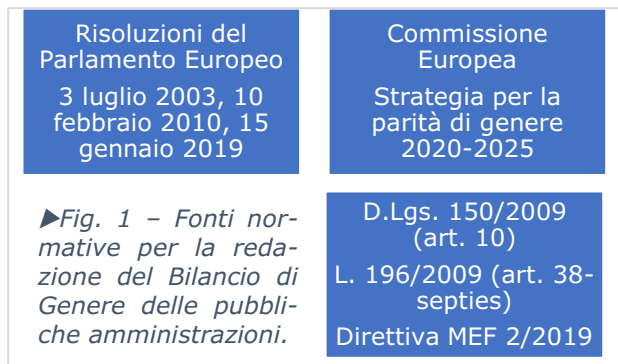 Risoluzioni del
Parlamento Europeo
3 luglio 2003, 10
febbraio 2010, 15
gennaio 2019
Commissione
Europea
Strategia per la
parità di genere
2020-2025
▶Fig. 1 – Fonti nor-
mative per la reda-
zione del Bilancio di
Genere delle pubbli-
che amministrazioni.
D.Lgs. 150/2009
(art. 10)
L. 196/2009 (art. 38-
septies)
Direttiva MEF 2/2019